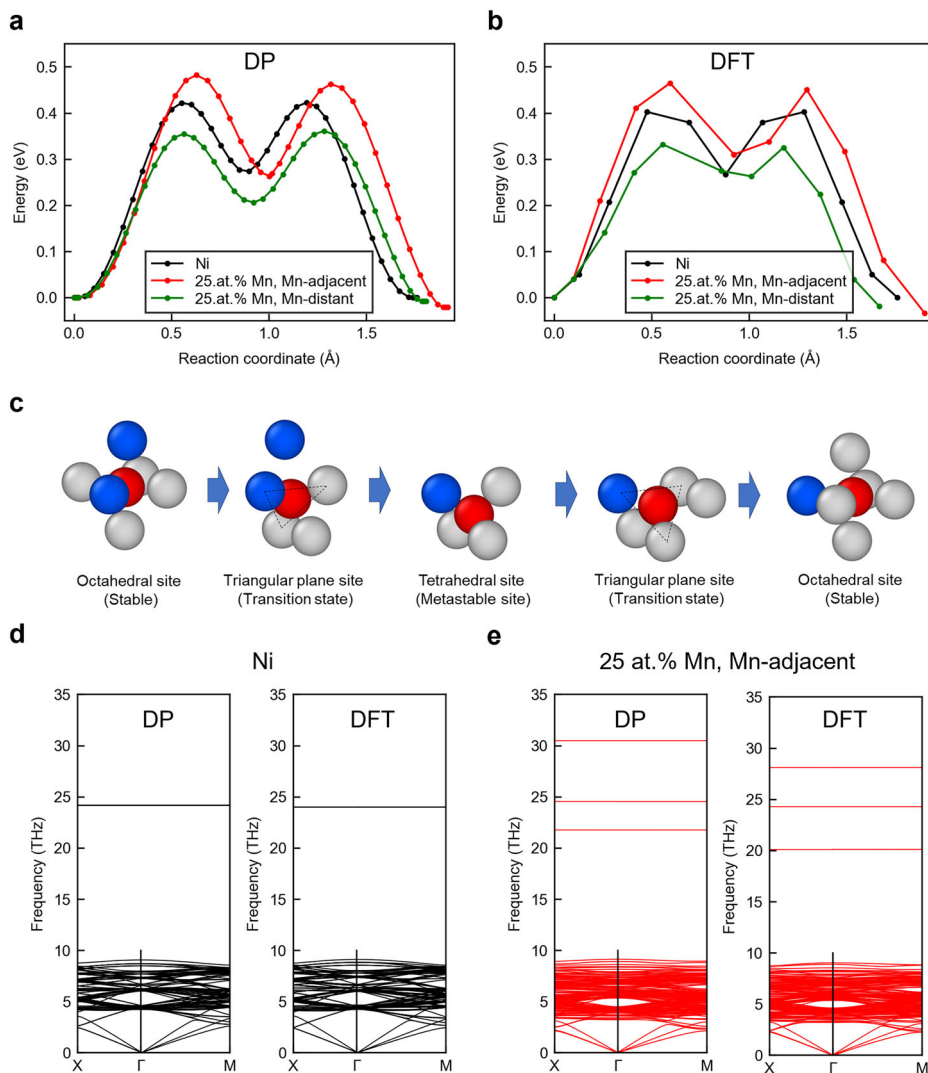 a
DP
0.5
0.4
0.3
0.2
0.1
0.0
Energy (eV)
Ni
25 at.% Mn, Mn-adjacent
25 at.% Mn, Mn-distant
0.0 0.5 1.0 1.5
Reaction coordinate (Å)
b
DFT
0.5
0.4
0.3
0.2
0.1
0.0
Energy (eV)
Ni
25 at.% Mn, Mn-adjacent
25 at.% Mn, Mn-distant
0.0 0.5 1.0 1.5
Reaction coordinate (Å)
c
Octahedral site
(Stable)
Triangular plane site
(Transition state)
Tetrahedral site
(Metastable site)
Triangular plane site
(Transition state)
Octahedral site
(Stable)
d
Ni
DP
35
30
25
20
15
10
5
0
Frequency (THz)
X Γ M
DFT
35
30
25
20
15
10
5
0
Frequency (THz)
X Γ M
e
25 at.% Mn, Mn-adjacent
DP
35
30
25
20
15
10
5
0
Frequency (THz)
X Γ M
DFT
35
30
25
20
15
10
5
0
Frequency (THz)
X Γ M